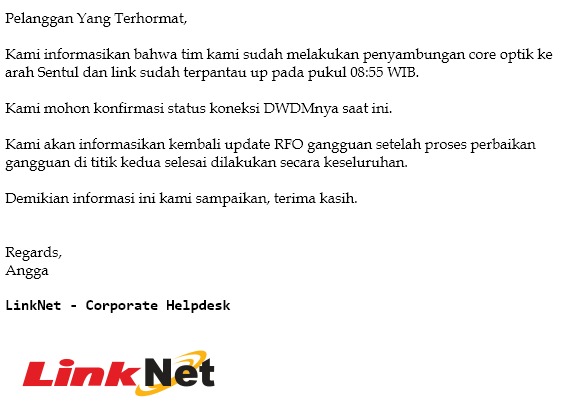 Pelanggan Yang Terhormat,
Kami informasikan bahwa tim kami sudah melakukan penyambungan core optik ke
arah Sentul dan link sudah terpantau up pada pukul 08:55 WIB.
Kami mohon konfirmasi status koneksi DWDMnya saat ini.
Kami akan informasikan kembali update RFO gangguan setelah proses perbaikan
gangguan di titik kedua selesai dilakukan secara keseluruhan.
Demikian informasi ini kami sampaikan, terima kasih.
Regards,
Angga
LinkNet - Corporate Helpdesk
Link Net